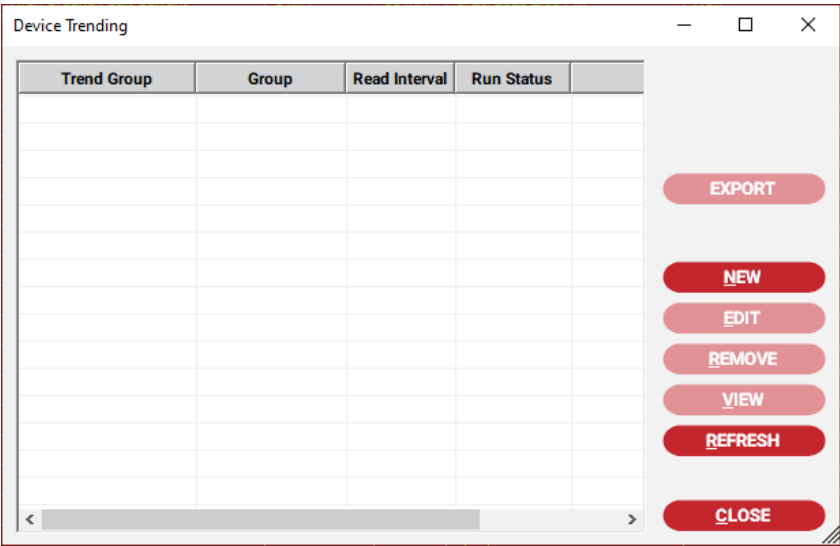 Device Trending
Trend Group Group Read Interval Run Status
EXPORT
NEW
EDIT
REMOVE
VIEW
REFRESH
CLOSE